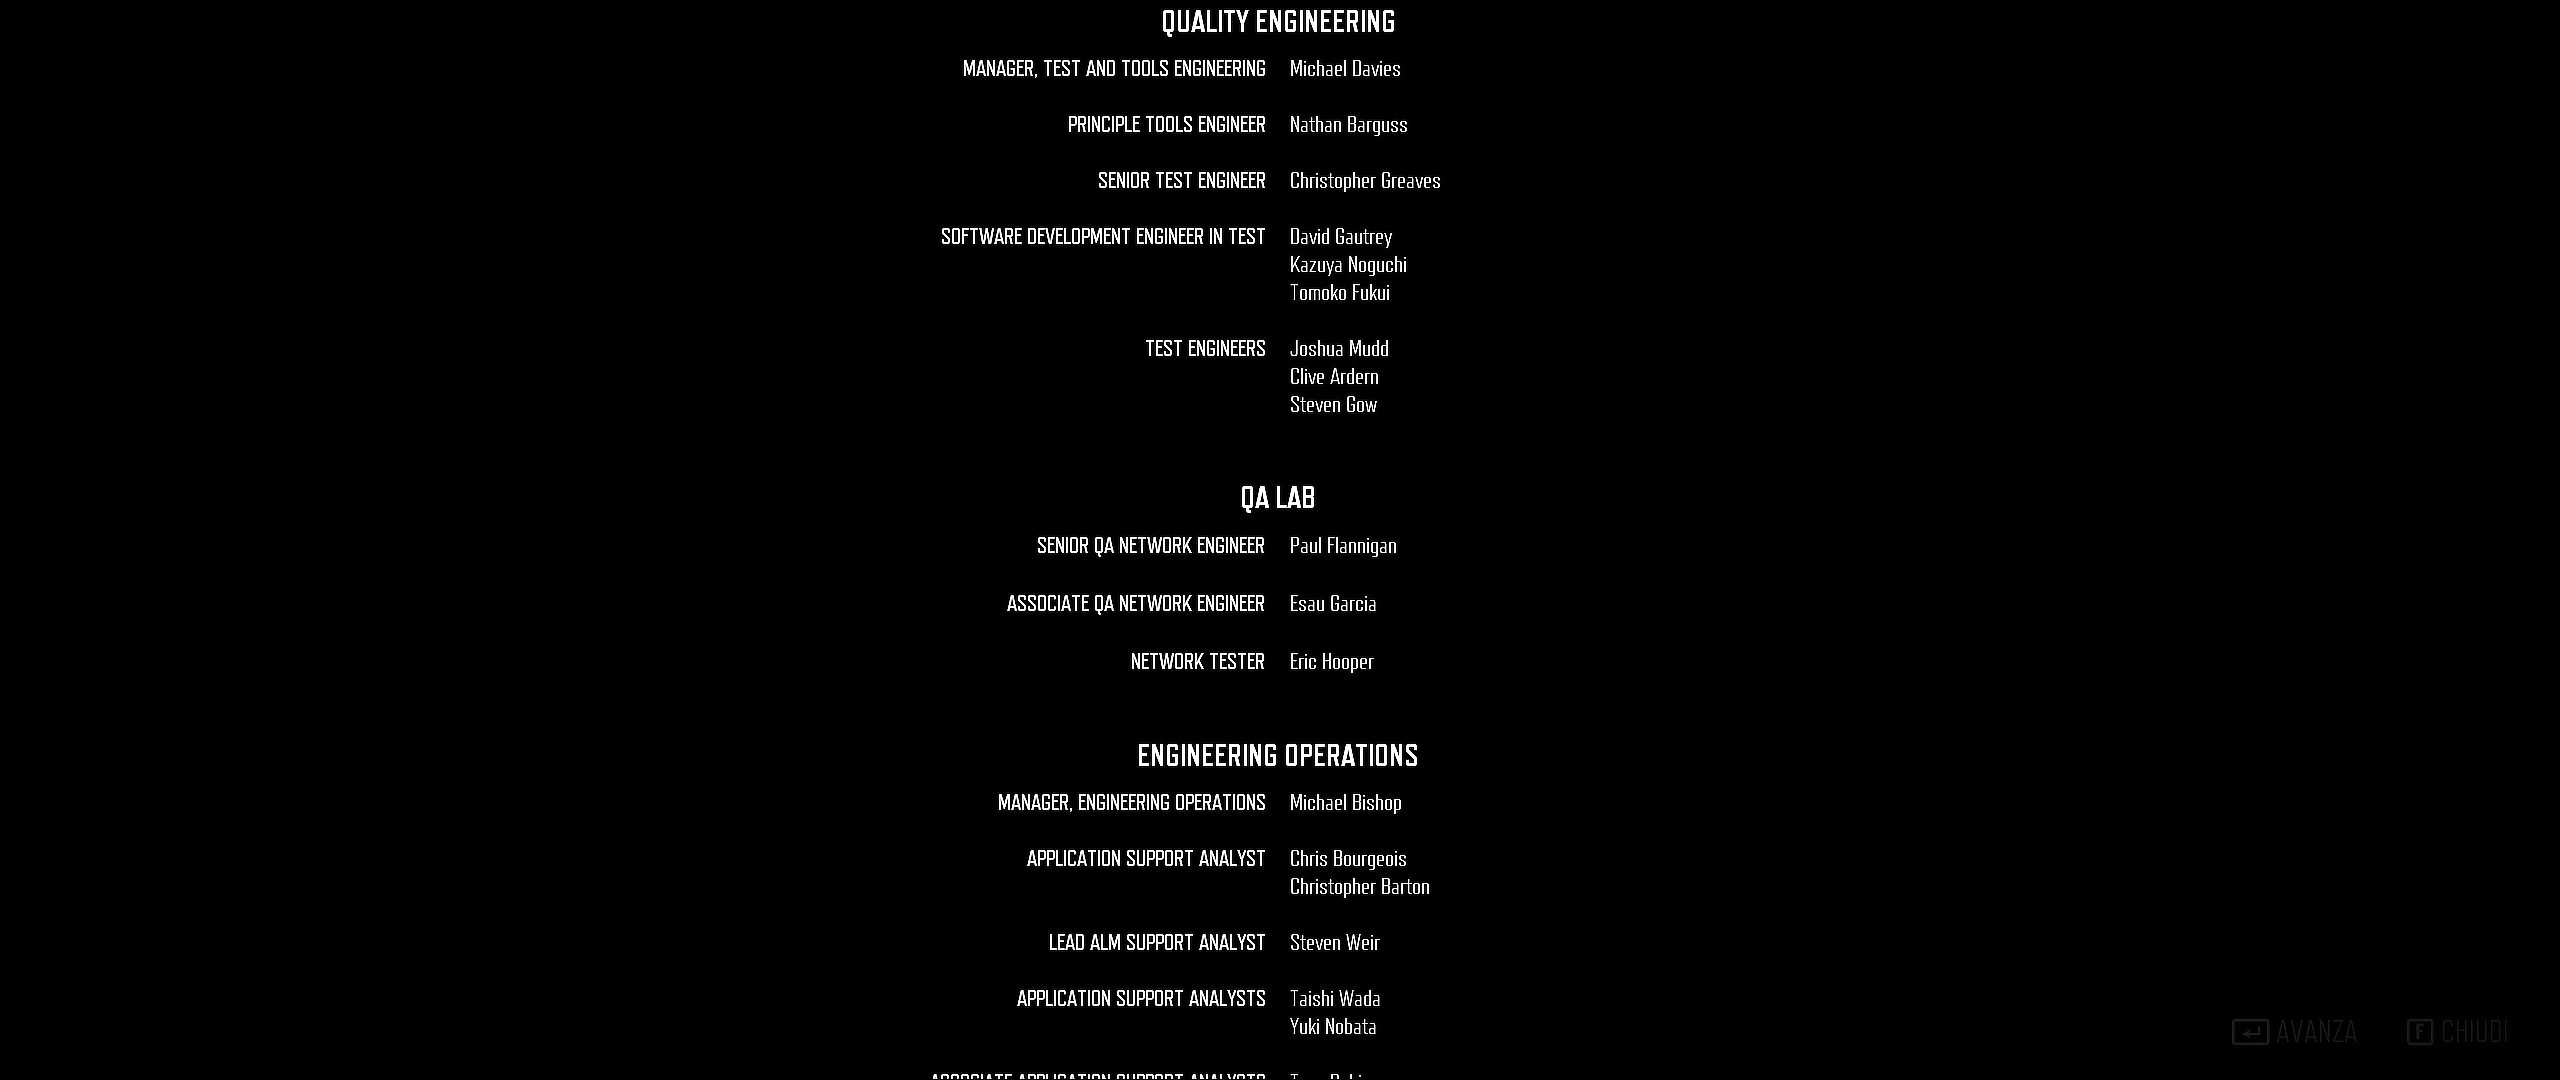 QUALITY ENGINEERING
MANAGER, TEST AND TOOLS ENGINEERING Michael Davies
PRINCIPLE TOOLS ENGINEER Nathan Barguss
SENIOR TEST ENGINEER Christopher Greaves
SOFTWARE DEVELOPMENT ENGINEER IN TEST David Gautrey
Kazuya Noguchi
Tomoko Fukui
TEST ENGINEERS Joshua Mudd
Clive Ardern
Steven Gow
QA LAB
SENIOR QA NETWORK ENGINEER Paul Flannigan
ASSOCIATE QA NETWORK ENGINEER Esau Garcia
NETWORK TESTER Eric Hooper
ENGINEERING OPERATIONS
MANAGER, ENGINEERING OPERATIONS Michael Bishop
APPLICATION SUPPORT ANALYST Chris Bourgeois
Christopher Barton
LEAD ALM SUPPORT ANALYST Steven Weir
APPLICATION SUPPORT ANALYSTS Taishi Wada
Yuki Nobata
AVANZA F CHIUDI
ASSOCIATE APPLICATION SUPPORT ANALYSTS